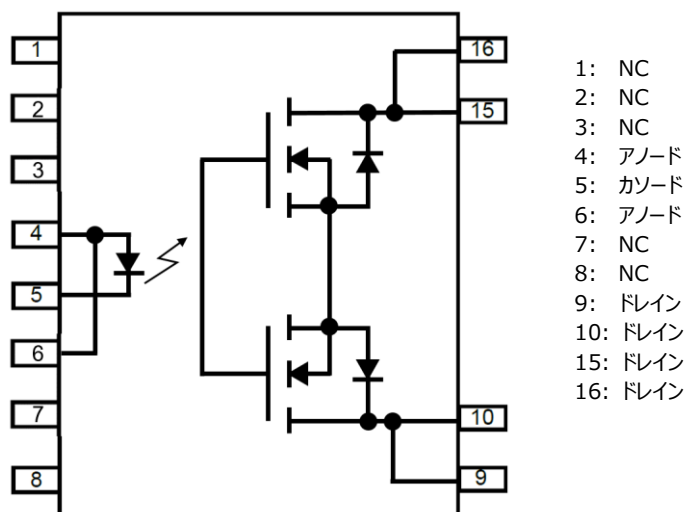 1
2
3
4
5
6
7
8
16
15
10
9
1: NC
2: NC
3: NC
4: アノード
5: カソード
6: アノード
7: NC
8: NC
9: ドレイン
10: ドレイン
15: ドレイン
16: ドレイン